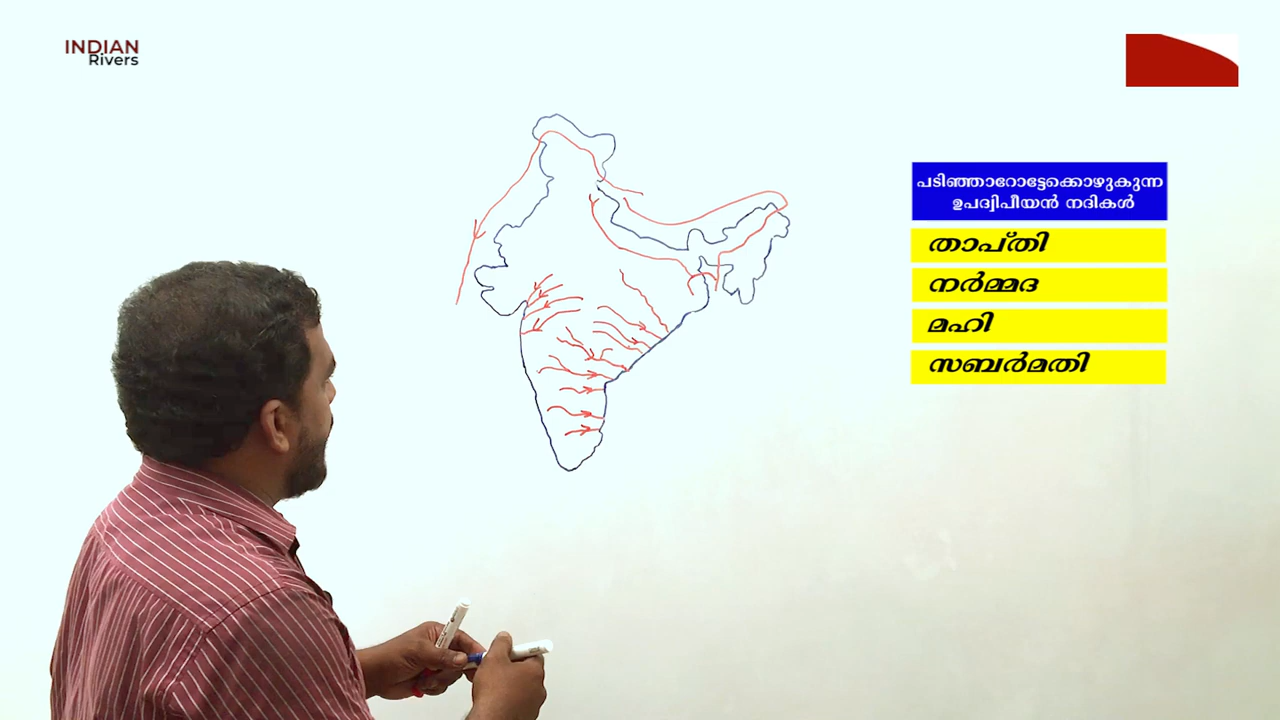 INDIAN
Rivers
പടിഞ്ഞാറോട്ടേക്കൊഴുകുന്ന
ഉപദ്വിപീയൻ നദികൾ
താപ്തി
നർമ്മദ
മഹി
സബർമതി